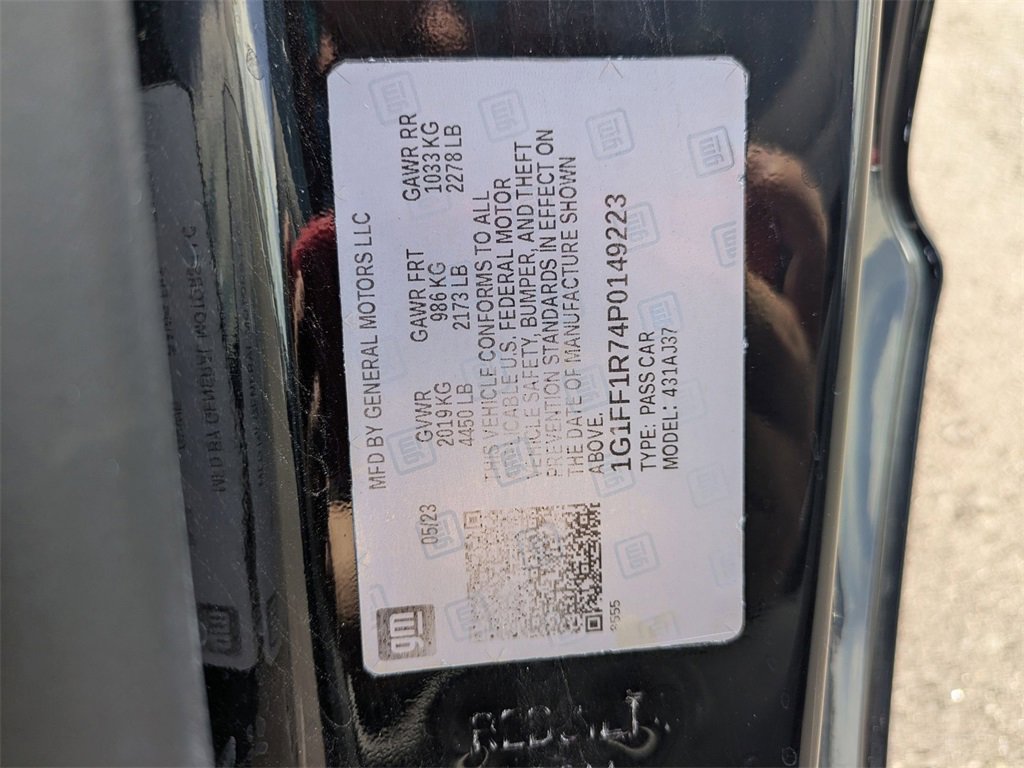 gm
05/23
MFD BY GENERAL MOTORS LLC
GVWR GAWR FRT GAWR RR
2019 KG 986 KG 1033 KG
4450 LB 2173 LB 2278 LB
THIS VEHICLE CONFORMS TO ALL
APPLICABLE U.S. FEDERAL MOTOR
VEHICLE SAFETY, BUMPER, AND THEFT
PREVENTION STANDARDS IN EFFECT ON
THE DATE OF MANUFACTURE SHOWN
ABOVE.
1G1FF1R74P0149223
TYPE: PASS CAR
MODEL: 431AJ37